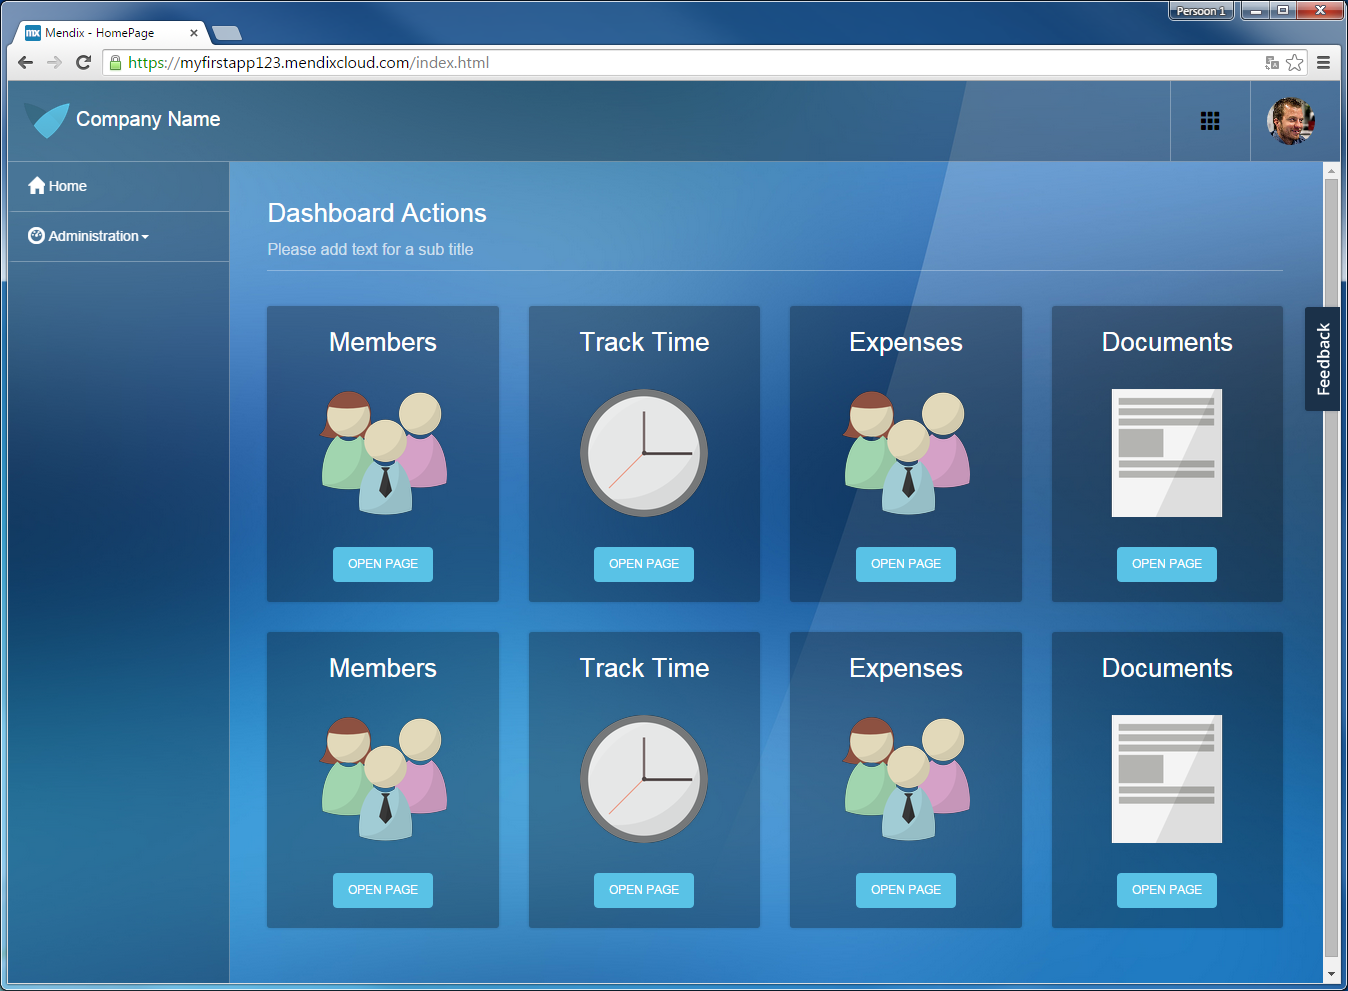 Persoon 1
mx Mendix - HomePage
https://myfirstapp123.mendixcloud.com/index.html
Company Name
Home
Administration
Dashboard Actions
Please add text for a sub title
Members Track Time Expenses Documents
OPEN PAGE OPEN PAGE OPEN PAGE OPEN PAGE
Feedback
Members Track Time Expenses Documents
OPEN PAGE OPEN PAGE OPEN PAGE OPEN PAGE